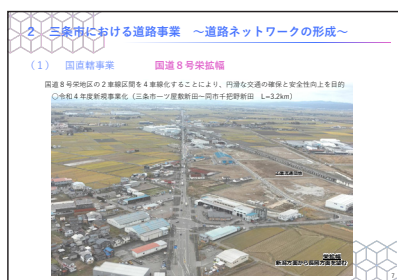 2　三条市における道路事業　～道路ネットワークの形成～
（1）　国直轄事業　　国道８号栄拡幅
国道８号栄地区の２車線区間を４車線化することにより、円滑な交通の確保と安全性向上を目的
○令和４年度新規事業化（三条市一ツ屋敷新田～同市千把野新田　L=3.2km）
7